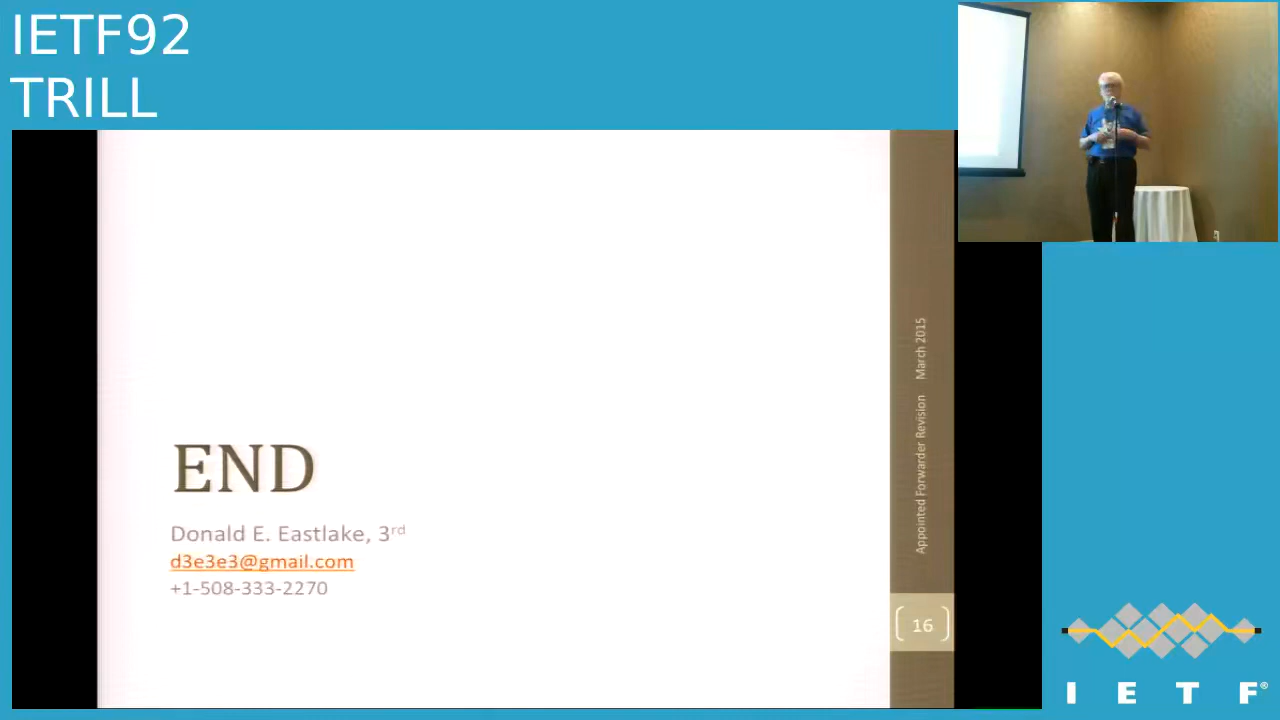 IETF92
TRILL
END
Donald E. Eastlake, 3rd
d3e3e3@gmail.com
+1-508-333-2270
Appointed Forwarder Revision March 2015
16
I E T F®